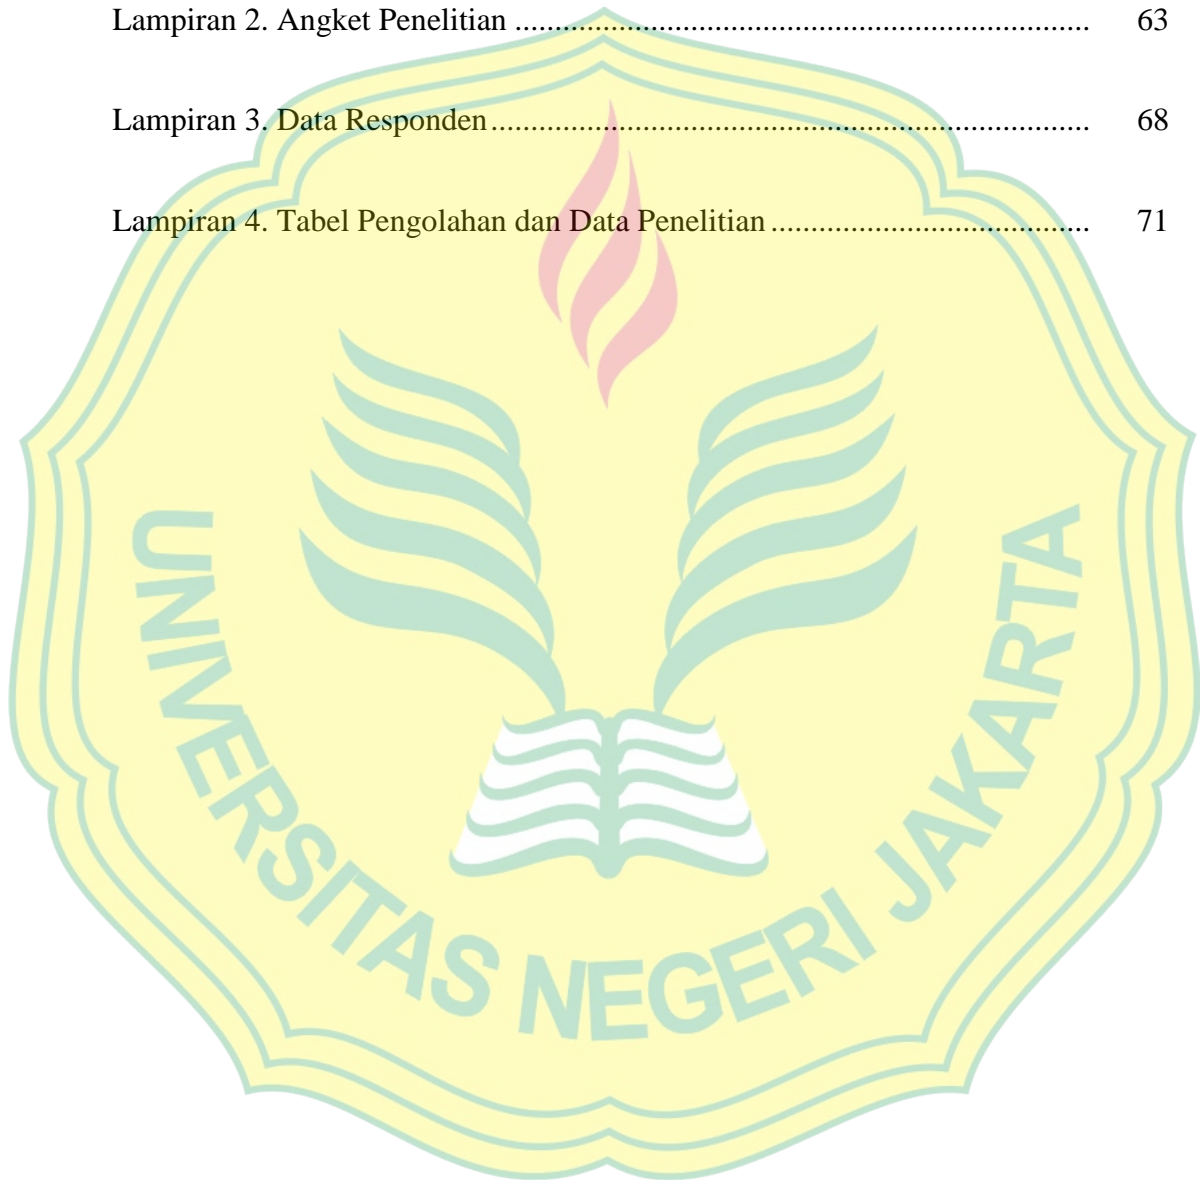 Lampiran 2. Angket Penelitian ............................................................................ 63
Lampiran 3. Data Responden ............................................................................... 68
Lampiran 4. Tabel Pengolahan dan Data Penelitian .......................................... 71
UNIVERSITAS NEGERI JAKARTA